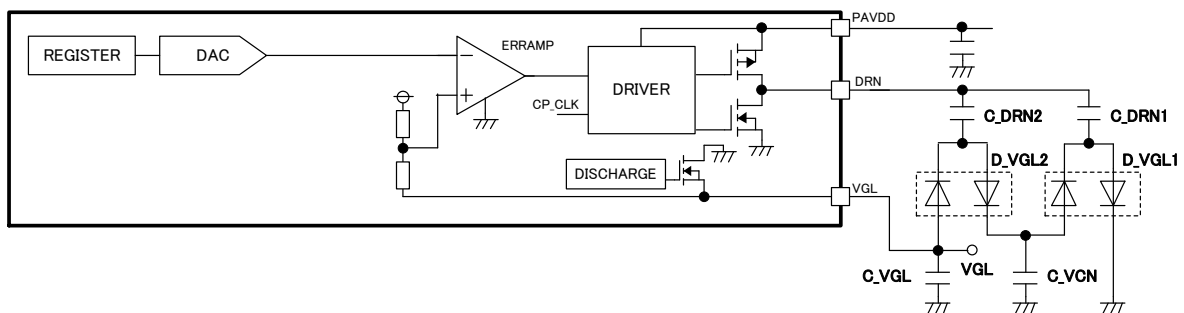 PAVDD
REGISTER
DAC
ERRAMP
DRIVER
CP_CLK
DRN
C_DRN2
C_DRN1
DISCHARGE
D_VGL2
D_VGL1
VGL
C_VGL
VGL
C_VCN